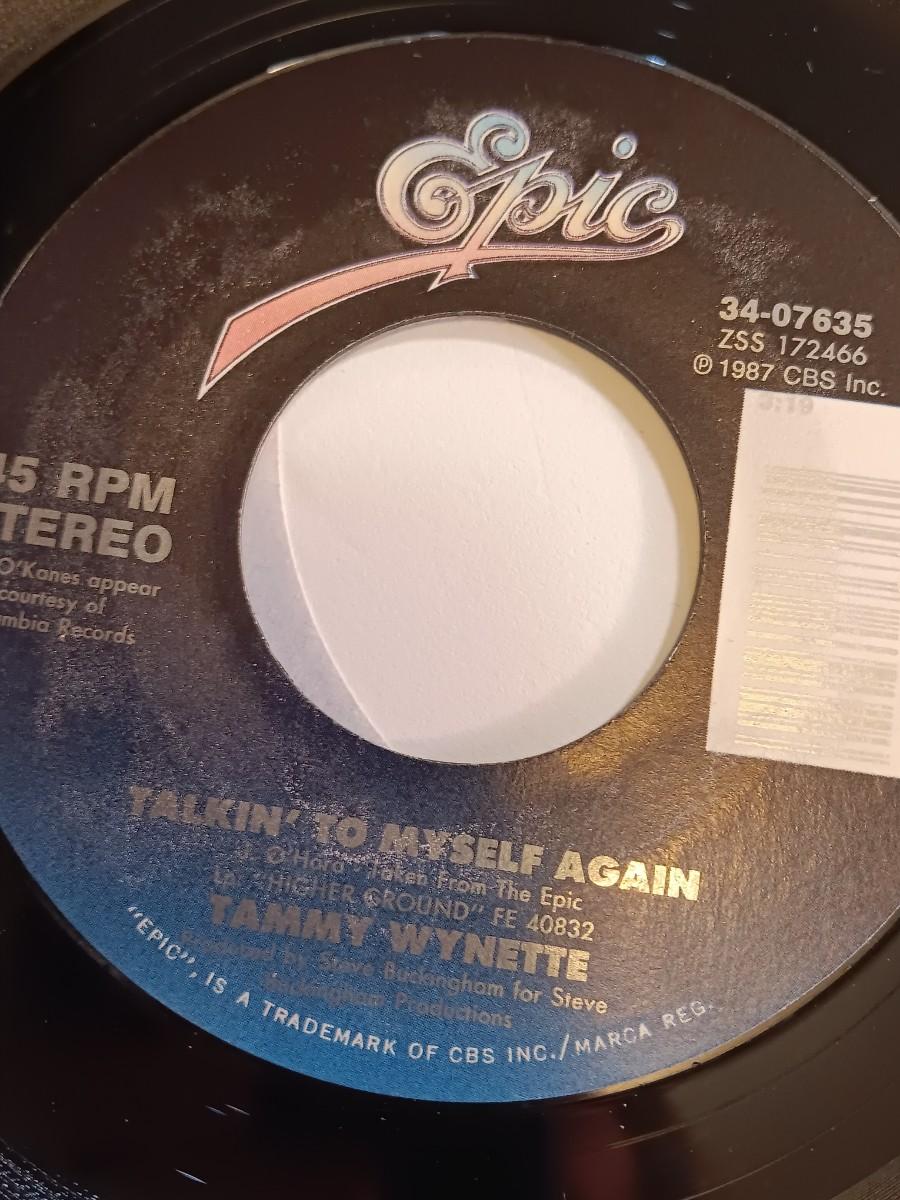 Epic
34-07635
ZSS 172466
℗ 1987 CBS Inc.
3:19
45 RPM
STEREO
O'Kanes appear
courtesy of
mbia Records
TALKIN' TO MYSELF AGAIN
J. O'Hara - Taken From The Epic
Lp: "HIGHER GROUND" FE 40832
TAMMY WYNETTE
Produced by Steve Buckingham for Steve
Buckingham Productions
"EPIC", IS A TRADEMARK OF CBS INC./MARCA REG.